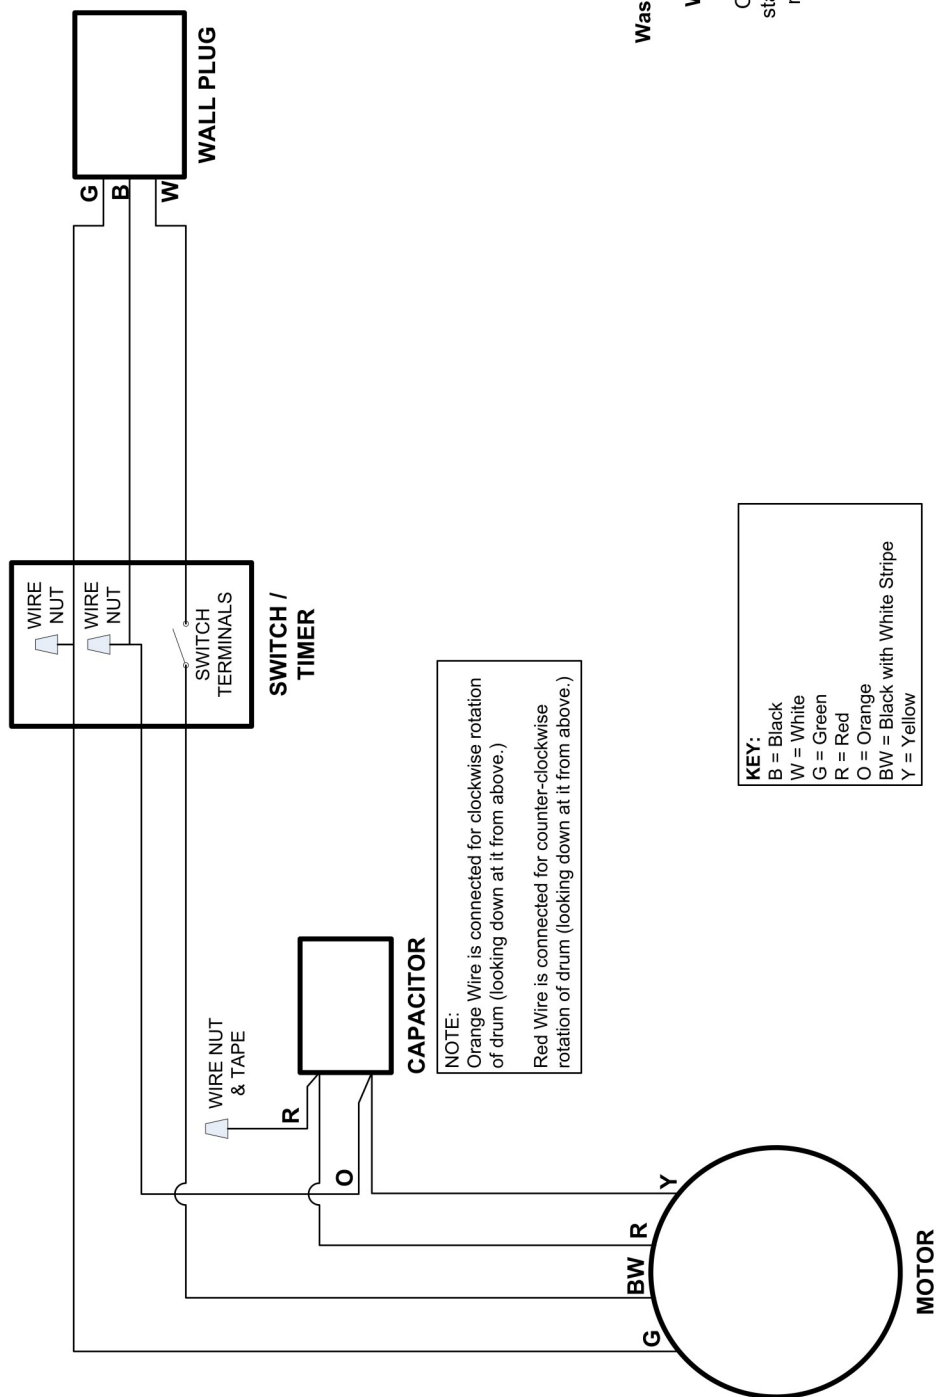 WALL PLUG
G
B
W
WIRE
NUT
WIRE
NUT
SWITCH
TERMINALS
SWITCH /
TIMER
WIRE NUT
& TAPE
R
O
CAPACITOR
NOTE:
Orange Wire is connected for clockwise rotation
of drum (looking down at it from above.)
Red Wire is connected for counter-clockwise
rotation of drum (looking down at it from above.)
G
BW
R
Y
MOTOR
KEY:
B = Black
W = White
G = Green
R = Red
O = Orange
BW = Black with White Stripe
Y = Yellow
Was